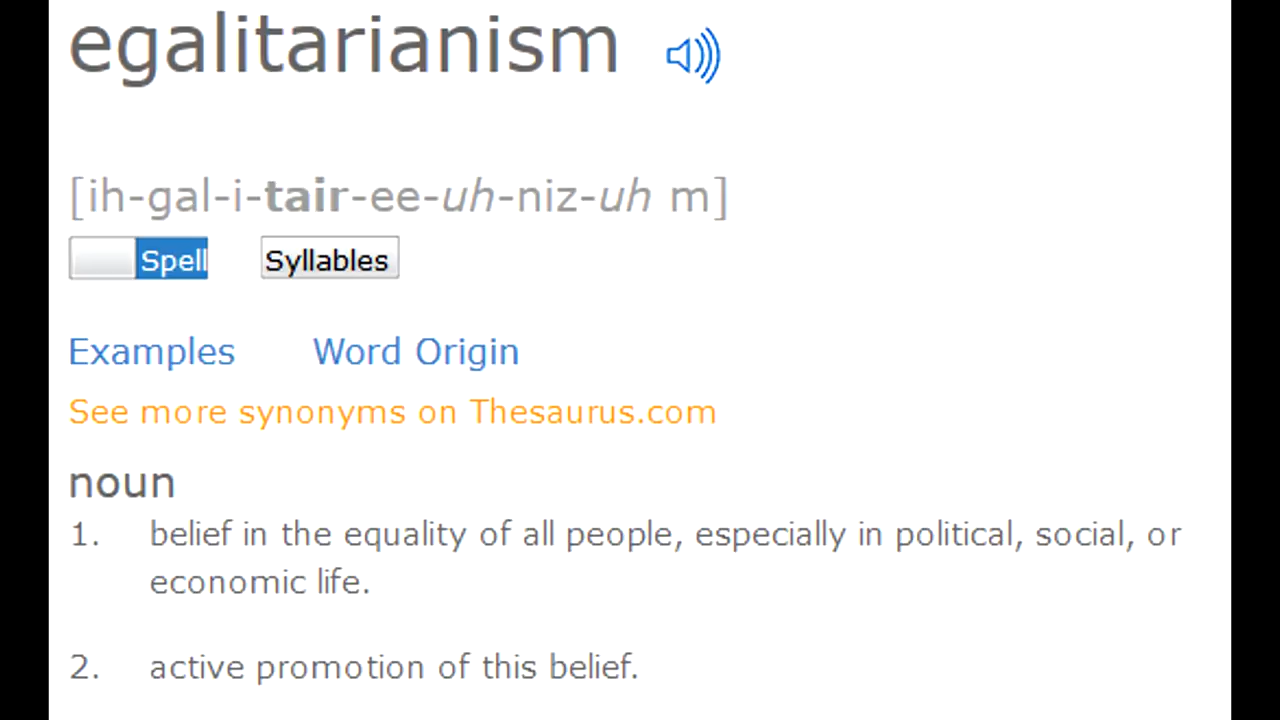 egalitarianism
[ih-gal-i-tair-ee-uh-niz-uh m]
Spell Syllables
Examples Word Origin
See more synonyms on Thesaurus.com
noun
1. belief in the equality of all people, especially in political, social, or
economic life.
2. active promotion of this belief.